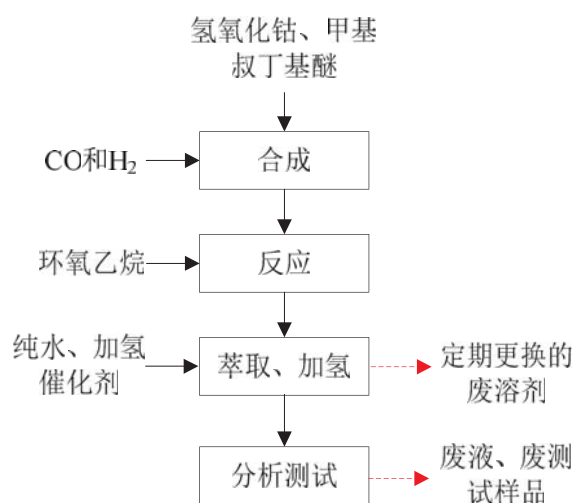 氢氧化钴、甲基
叔丁基醚
CO和H₂
合成
环氧乙烷
反应
纯水、加氢
催化剂
萃取、加氢
定期更换的
废溶剂
分析测试
废液、废测
试样品